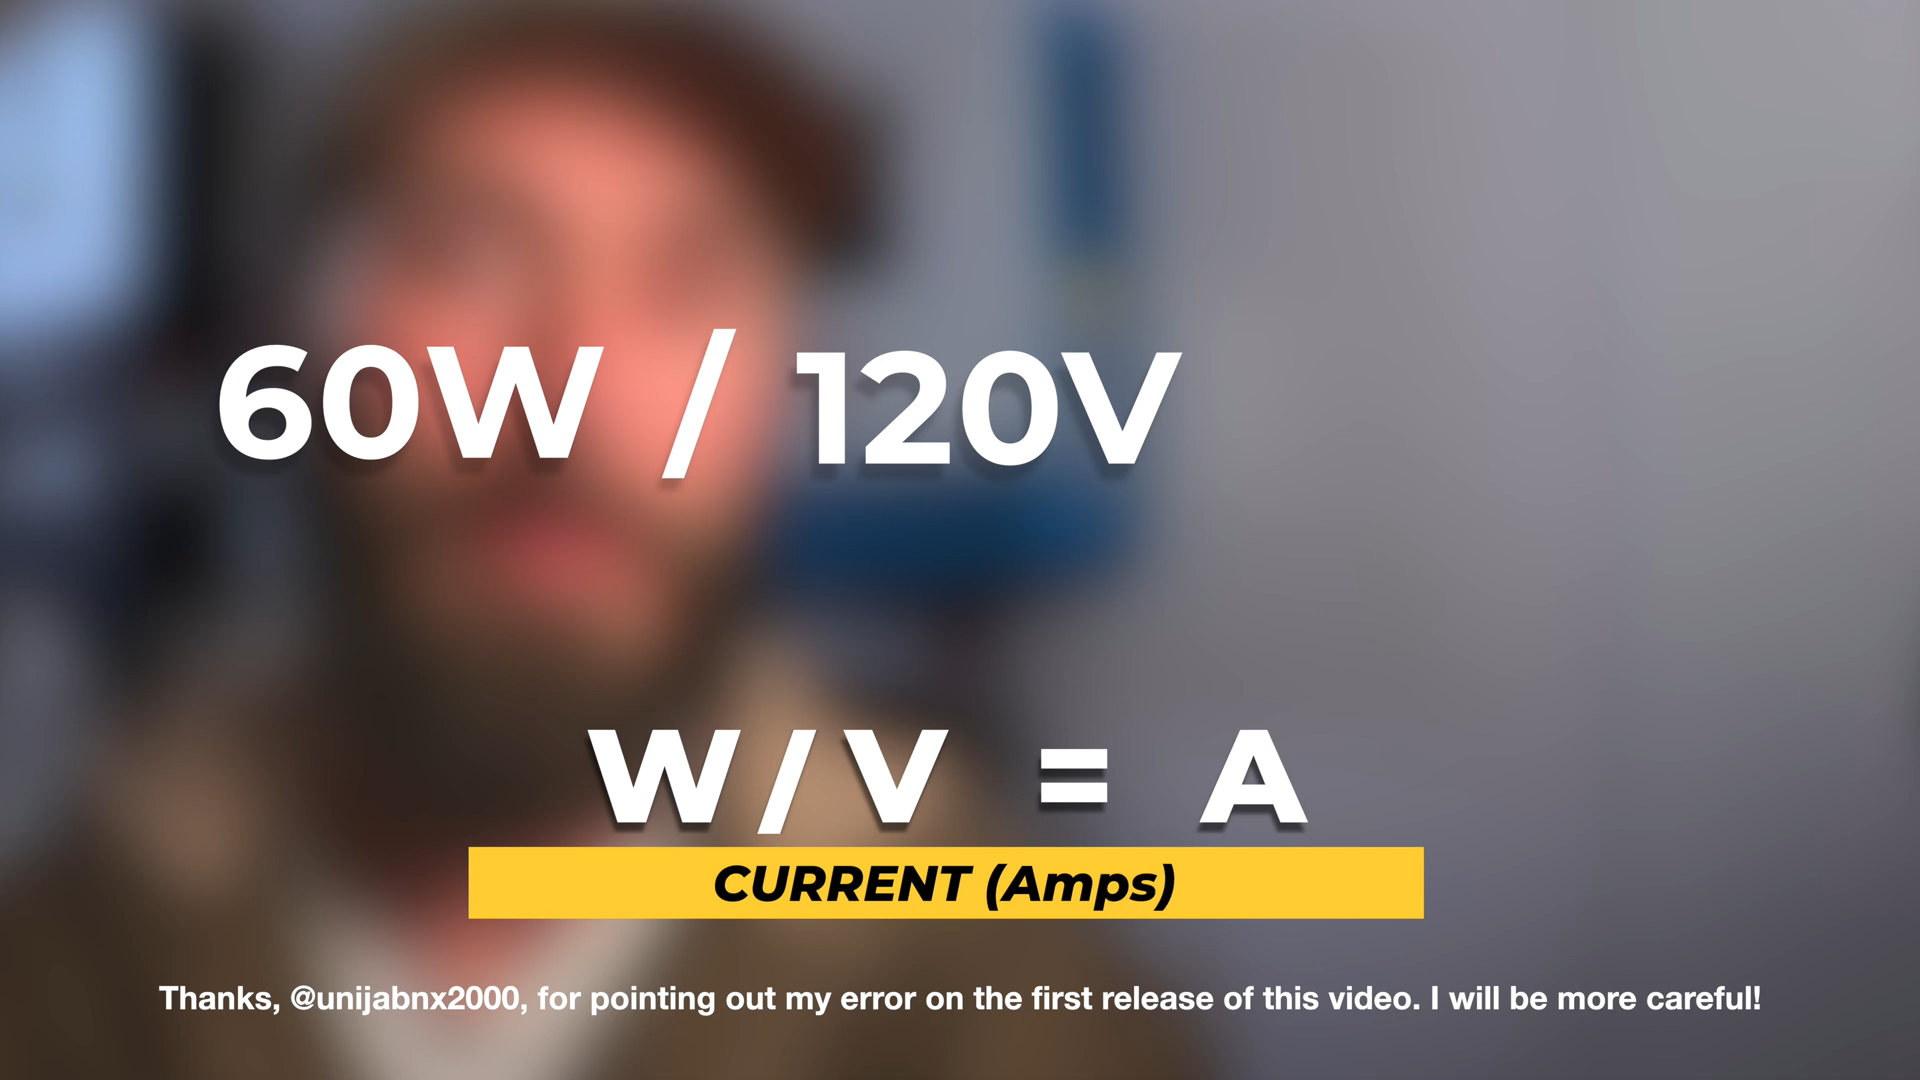 60W / 120V
W/V = A
CURRENT (Amps)
Thanks, @unijabnx2000, for pointing out my error on the first release of this video. I will be more careful!